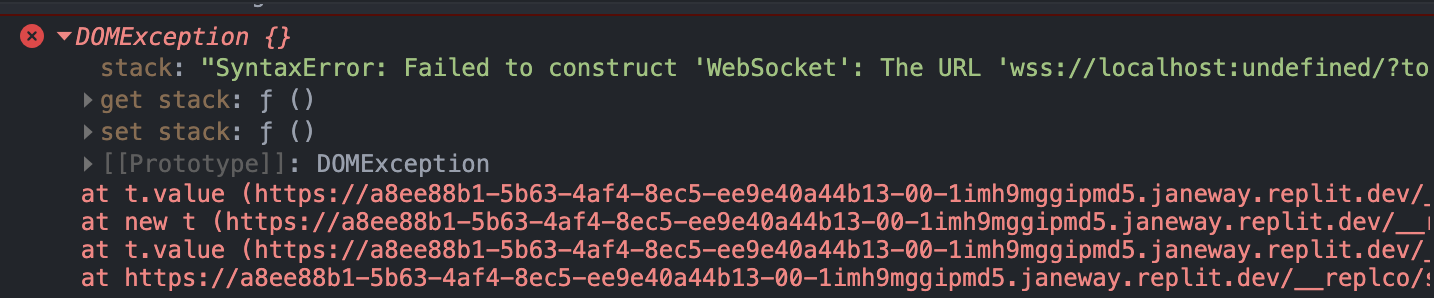 DOMException {}
stack: "SyntaxError: Failed to construct 'WebSocket': The URL 'wss://localhost:undefined/?to
get stack: ƒ ()
set stack: ƒ ()
[[Prototype]]: DOMException
at t.value (https://a8ee88b1-5b63-4af4-8ec5-ee9e40a44b13-00-1imh9mggipmd5.janeway.replit.dev/_
at new t (https://a8ee88b1-5b63-4af4-8ec5-ee9e40a44b13-00-1imh9mggipmd5.janeway.replit.dev/__
at t.value (https://a8ee88b1-5b63-4af4-8ec5-ee9e40a44b13-00-1imh9mggipmd5.janeway.replit.dev/_
at https://a8ee88b1-5b63-4af4-8ec5-ee9e40a44b13-00-1imh9mggipmd5.janeway.replit.dev/__replco/s